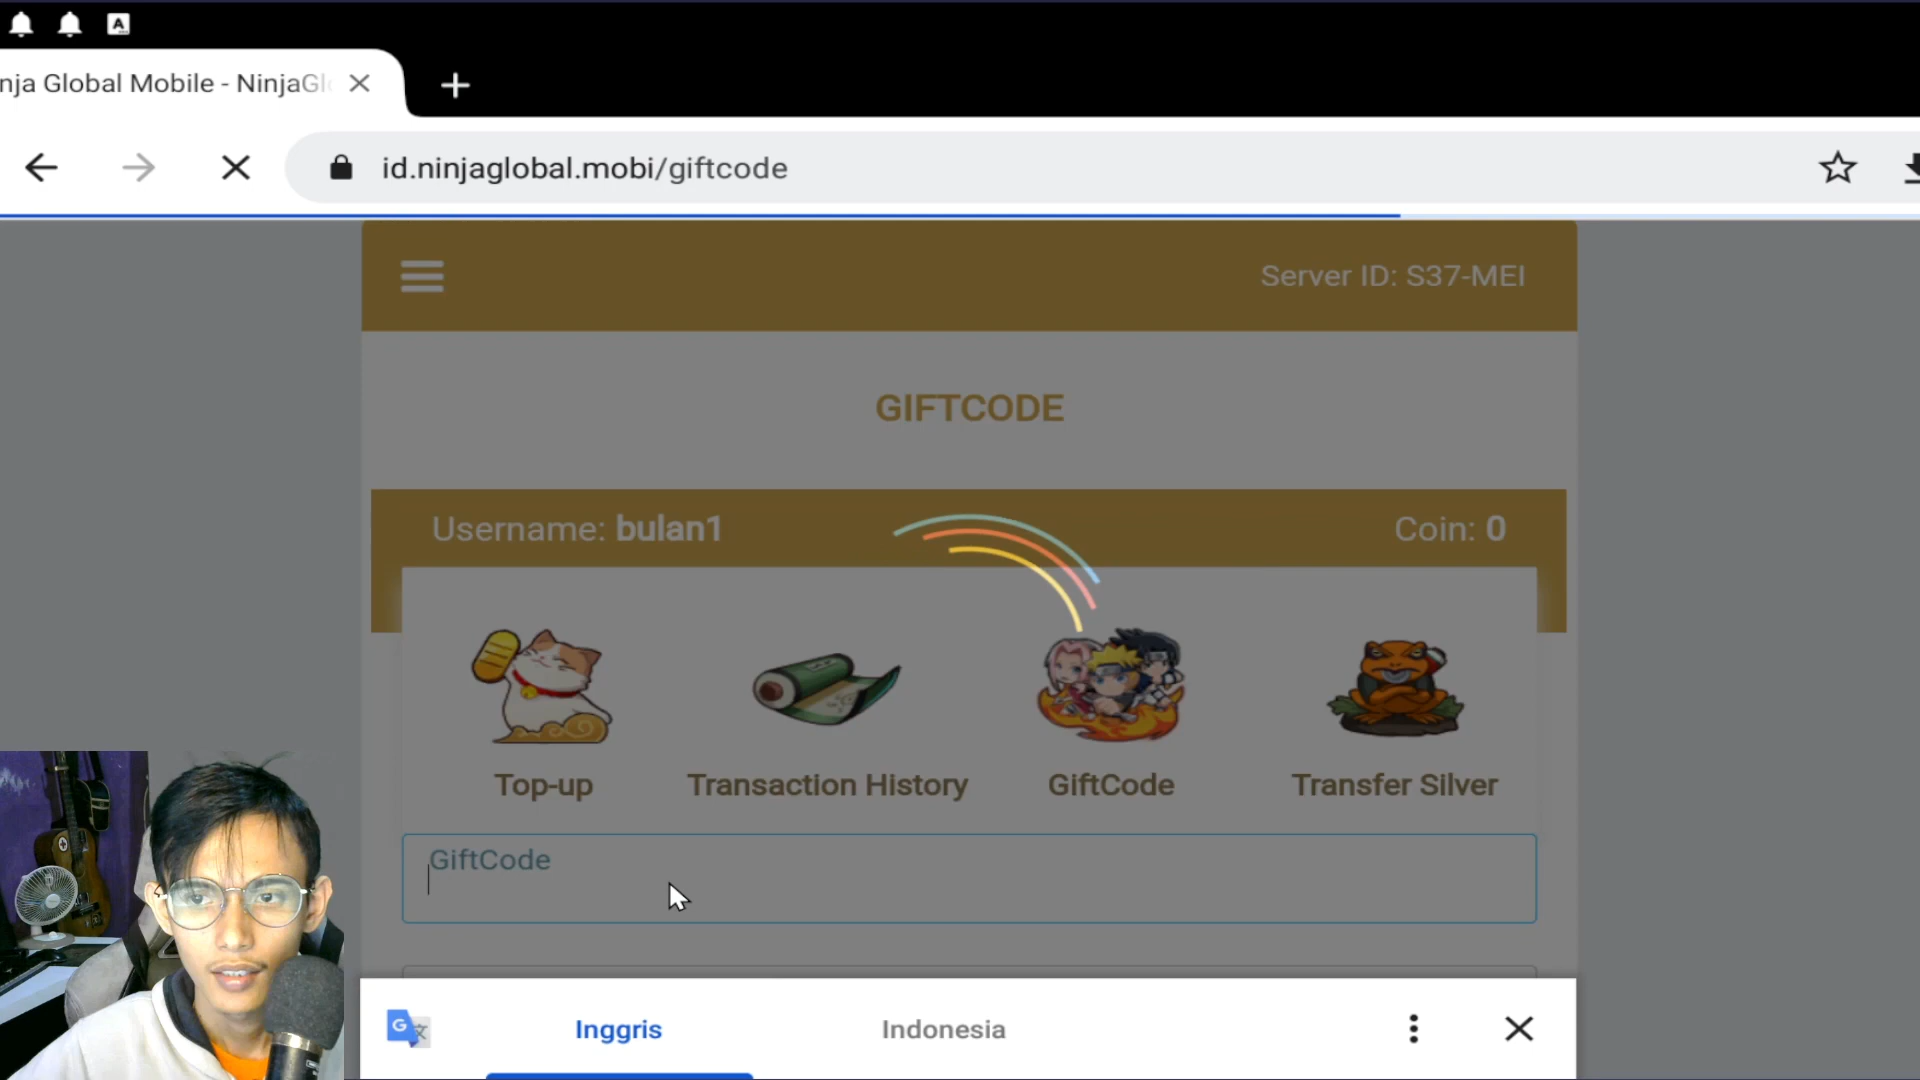 A
nja Global Mobile - NinjaGl
id.ninjaglobal.mobi/giftcode
Server ID: S37-MEI
GIFTCODE
Username: bulan1
Coin: 0
Top-up
Transaction History
GiftCode
Transfer Silver
GiftCode
G 文
Inggris
Indonesia